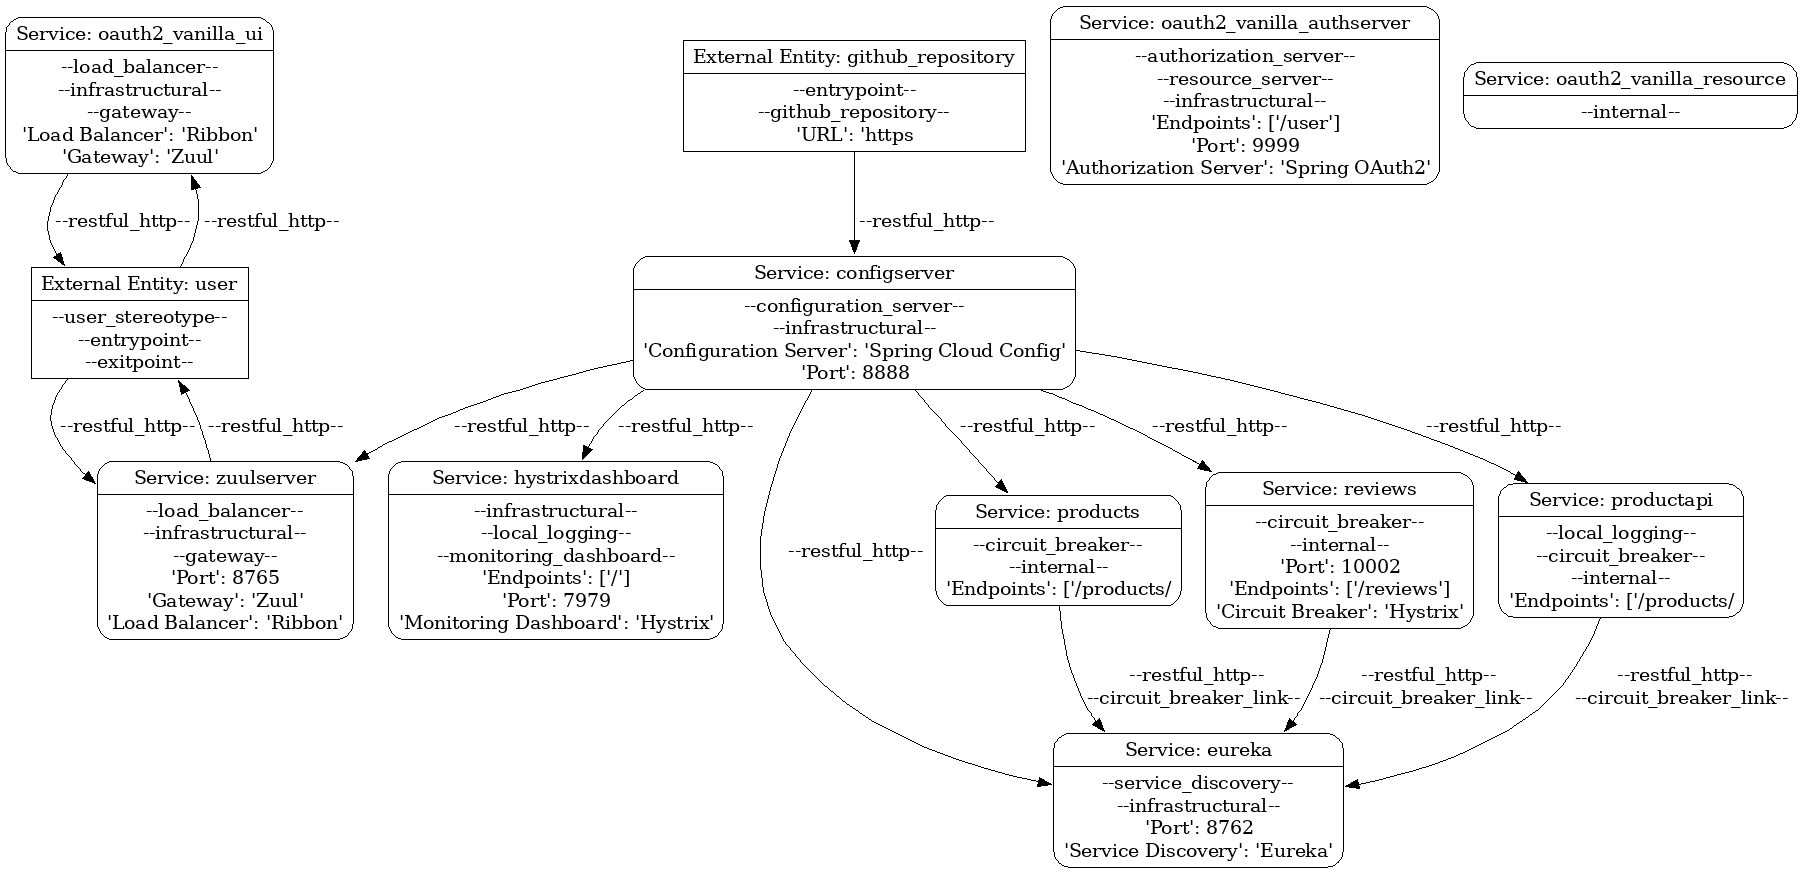 Service: oauth2_vanilla_ui
--load_balancer--
--infrastructural--
--gateway--
'Load Balancer': 'Ribbon'
'Gateway': 'Zuul'
External Entity: github_repository
--entrypoint--
--github_repository--
'URL': 'https
Service: oauth2_vanilla_authserver
--authorization_server--
--resource_server--
--infrastructural--
'Endpoints': ['/user']
'Port': 9999
'Authorization Server': 'Spring OAuth2'
Service: oauth2_vanilla_resource
--internal--
--restful_http--
--restful_http--
--restful_http--
External Entity: user
--user_stereotype--
--entrypoint--
--exitpoint--
Service: configserver
--configuration_server--
--infrastructural--
'Configuration Server': 'Spring Cloud Config'
'Port': 8888
--restful_http--
--restful_http--
--restful_http--
--restful_http--
--restful_http--
--restful_http--
--restful_http--
Service: zuulserver
--load_balancer--
--infrastructural--
--gateway--
'Port': 8765
'Gateway': 'Zuul'
'Load Balancer': 'Ribbon'
Service: hystrixdashboard
--infrastructural--
--local_logging--
--monitoring_dashboard--
'Endpoints': ['/']
'Port': 7979
'Monitoring Dashboard': 'Hystrix'
--restful_http--
Service: products
--circuit_breaker--
--internal--
'Endpoints': ['/products/
Service: reviews
--circuit_breaker--
--internal--
'Port': 10002
'Endpoints': ['/reviews']
'Circuit Breaker': 'Hystrix'
Service: productapi
--local_logging--
--circuit_breaker--
--internal--
'Endpoints': ['/products/
--restful_http--
--circuit_breaker_link--
--restful_http--
--circuit_breaker_link--
--restful_http--
--circuit_breaker_link--
Service: eureka
--service_discovery--
--infrastructural--
'Port': 8762
'Service Discovery': 'Eureka'